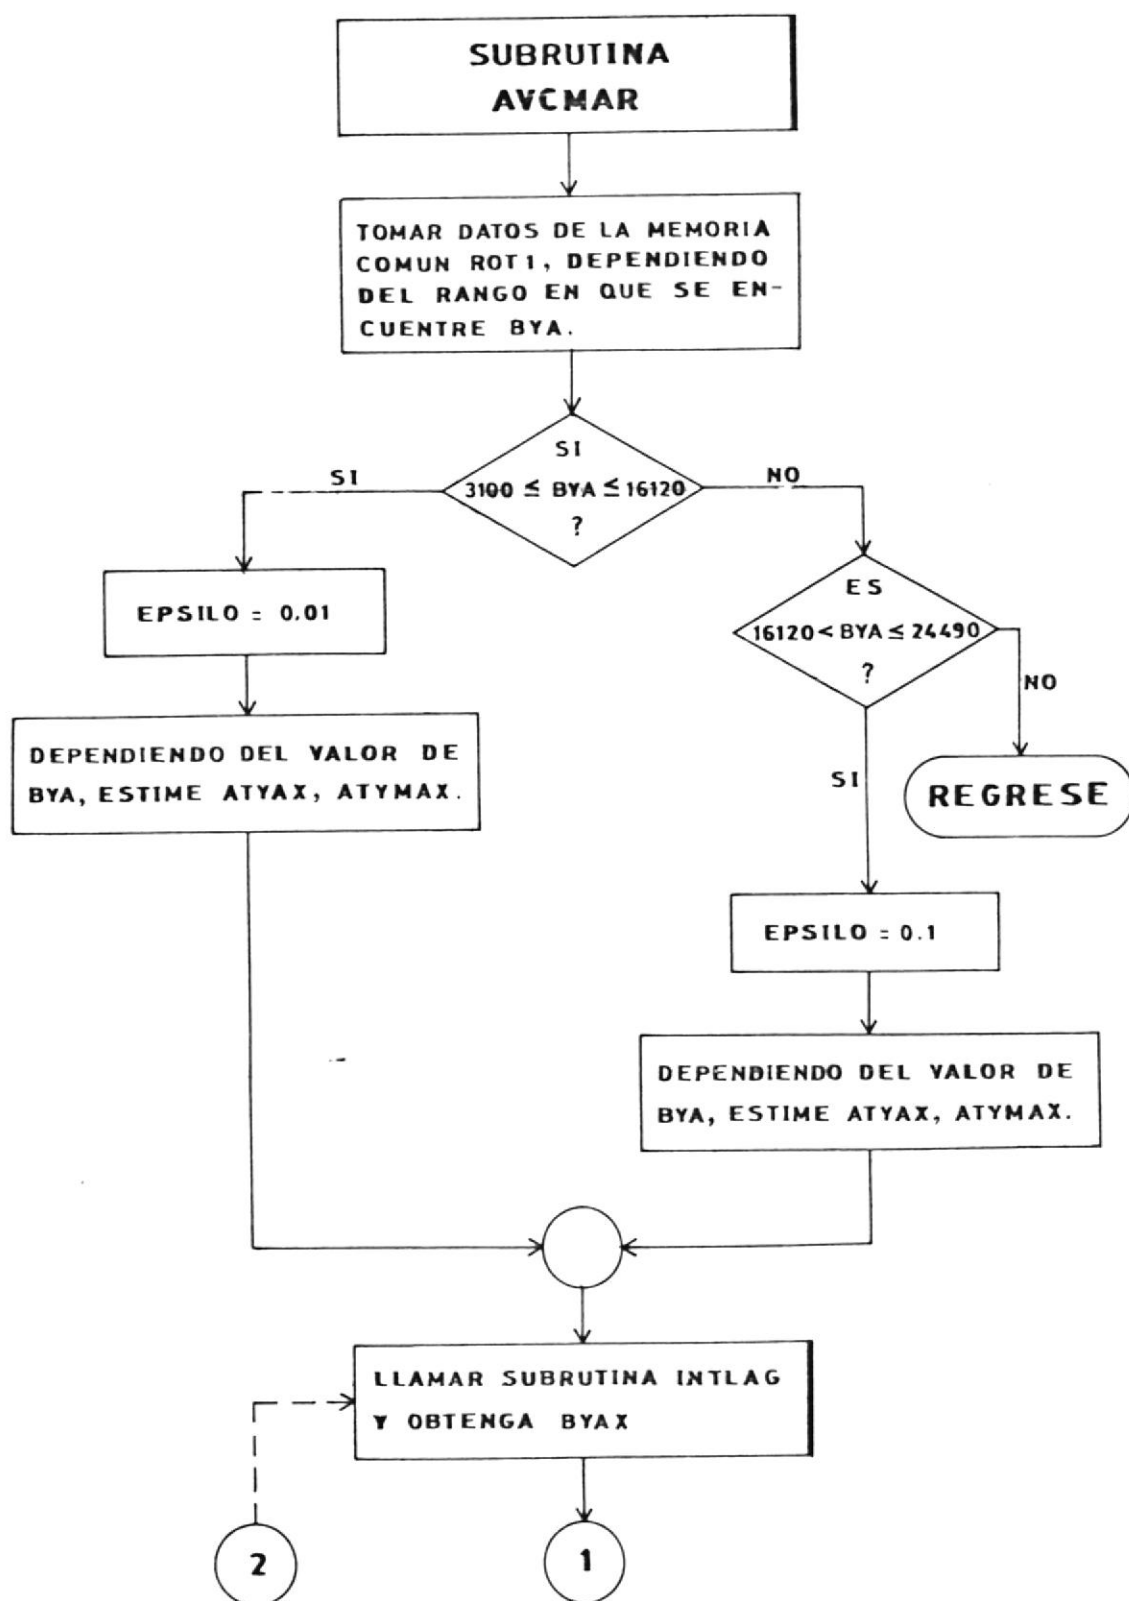 SUBRUTINA
AVCMAR
TOMAR DATOS DE LA MEMORIA
COMUN ROT1, DEPENDIENDO
DEL RANGO EN QUE SE EN-
CUENTRE BYA.
SI
3100 ≤ BYA ≤ 16120
?
SI
NO
EPSILO = 0.01
DEPENDIENDO DEL VALOR DE
BYA, ESTIME ATYAX, ATYMAX.
ES
16120 < BYA ≤ 24490
?
NO
SI
REGRESE
EPSILO = 0.1
DEPENDIENDO DEL VALOR DE
BYA, ESTIME ATYAX, ATYMAX.
LLAMAR SUBRUTINA INTLAG
Y OBTENGA BYAX
2
1